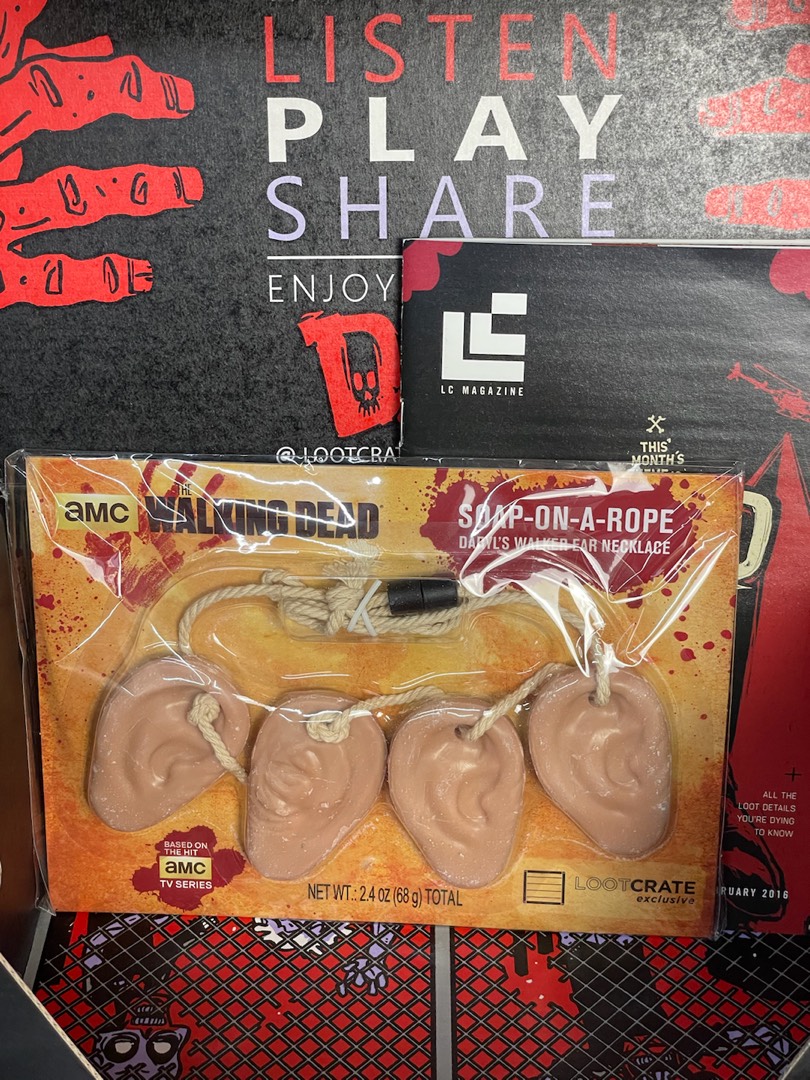 LISTEN
PLAY
SHARE
ENJOY
D
@LOOTCRA
LC
LC MAGAZINE
THIS
MONTH'S
aMC
THE
WALKING DEAD
SOAP-ON-A-ROPE
DARYL'S WALKER EAR NECKLACE
BASED ON
THE HIT
aMC
TV SERIES
NET WT.: 2.4 oz (68 g) TOTAL
LOOTCRATE
exclusive
ALL THE
LOOT DETAILS
YOU'RE DYING
TO KNOW
RUARY 2016